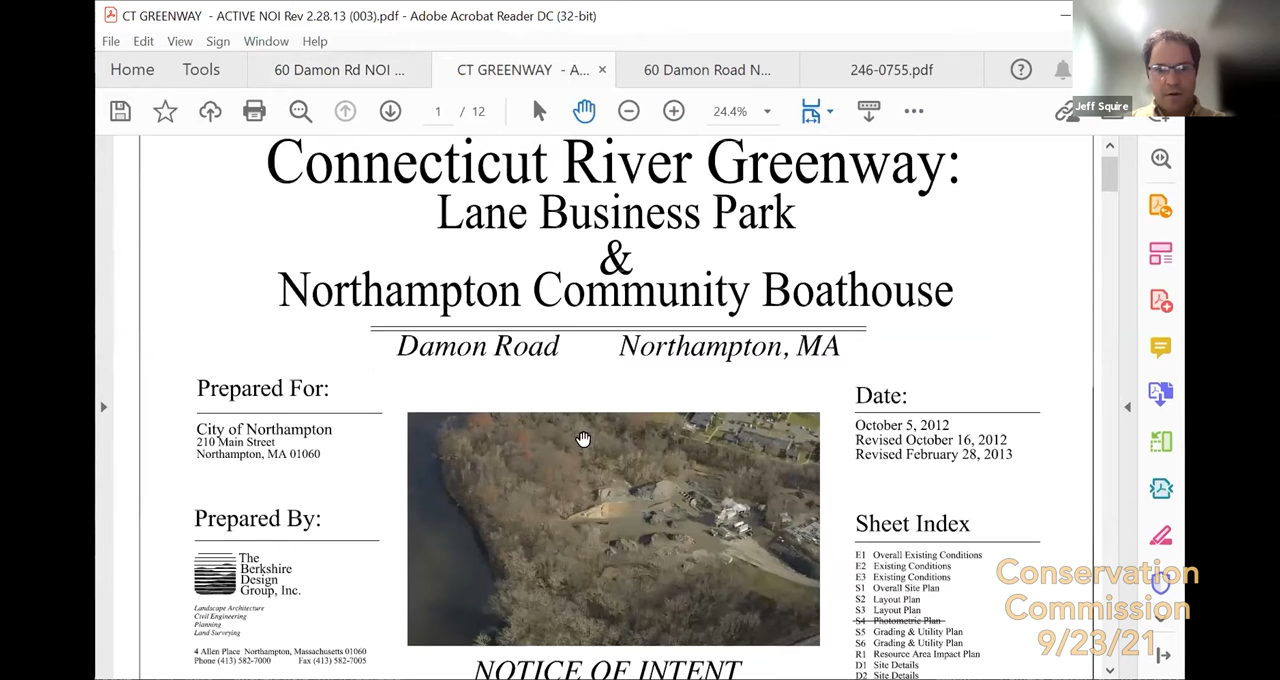 CT GREENWAY - ACTIVE NOI Rev 2.28.13 (003).pdf - Adobe Acrobat Reader DC (32-bit)
File Edit View Sign Window Help
Home Tools 60 Damon Rd NOI ... CT GREENWAY - A... × 60 Damon Road N... 246-0755.pdf
1 / 12 24.4%
Jeff Squire
Connecticut River Greenway:
Lane Business Park
&
Northampton Community Boathouse
Damon Road Northampton, MA
Prepared For:
City of Northampton
210 Main Street
Northampton, MA 01060
Prepared By:
The
Berkshire
Design
Group, Inc.
Landscape Architecture
Civil Engineering
Planning
Land Surveying
4 Allen Place Northampton, Massachusetts 01060
Phone (413) 582-7000 Fax (413) 582-7005
NOTICE OF INTENT
Date:
October 5, 2012
Revised October 16, 2012
Revised February 28, 2013
Sheet Index
E1 Overall Existing Conditions
E2 Existing Conditions
E3 Existing Conditions
S1 Overall Site Plan
S2 Layout Plan
S3 Layout Plan
S4 Photometric Plan
S5 Grading & Utility Plan
S6 Grading & Utility Plan
R1 Resource Area Impact Plan
D1 Site Details
D2 Site Details
Conservation
Commission
9/23/21